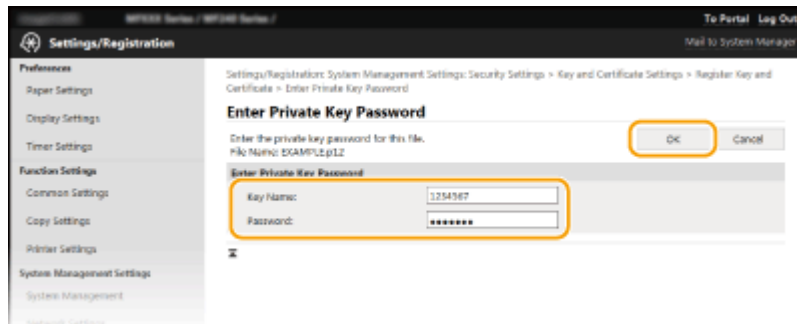 To Portal Log Out
Settings/Registration
Mail to System Manager
Preferences
Paper Settings
Display Settings
Timer Settings
Function Settings
Common Settings
Copy Settings
Printer Settings
System Management Settings
System Management
Network Settings
Settings/Registration: System Management Settings: Security Settings > Key and Certificate Settings > Register Key and
Certificate > Enter Private Key Password
Enter Private Key Password
Enter the private key password for this file.
File Name: EXAMPLE.p12
OK Cancel
Enter Private Key Password
Key Name: 1234567
Password: •••••••